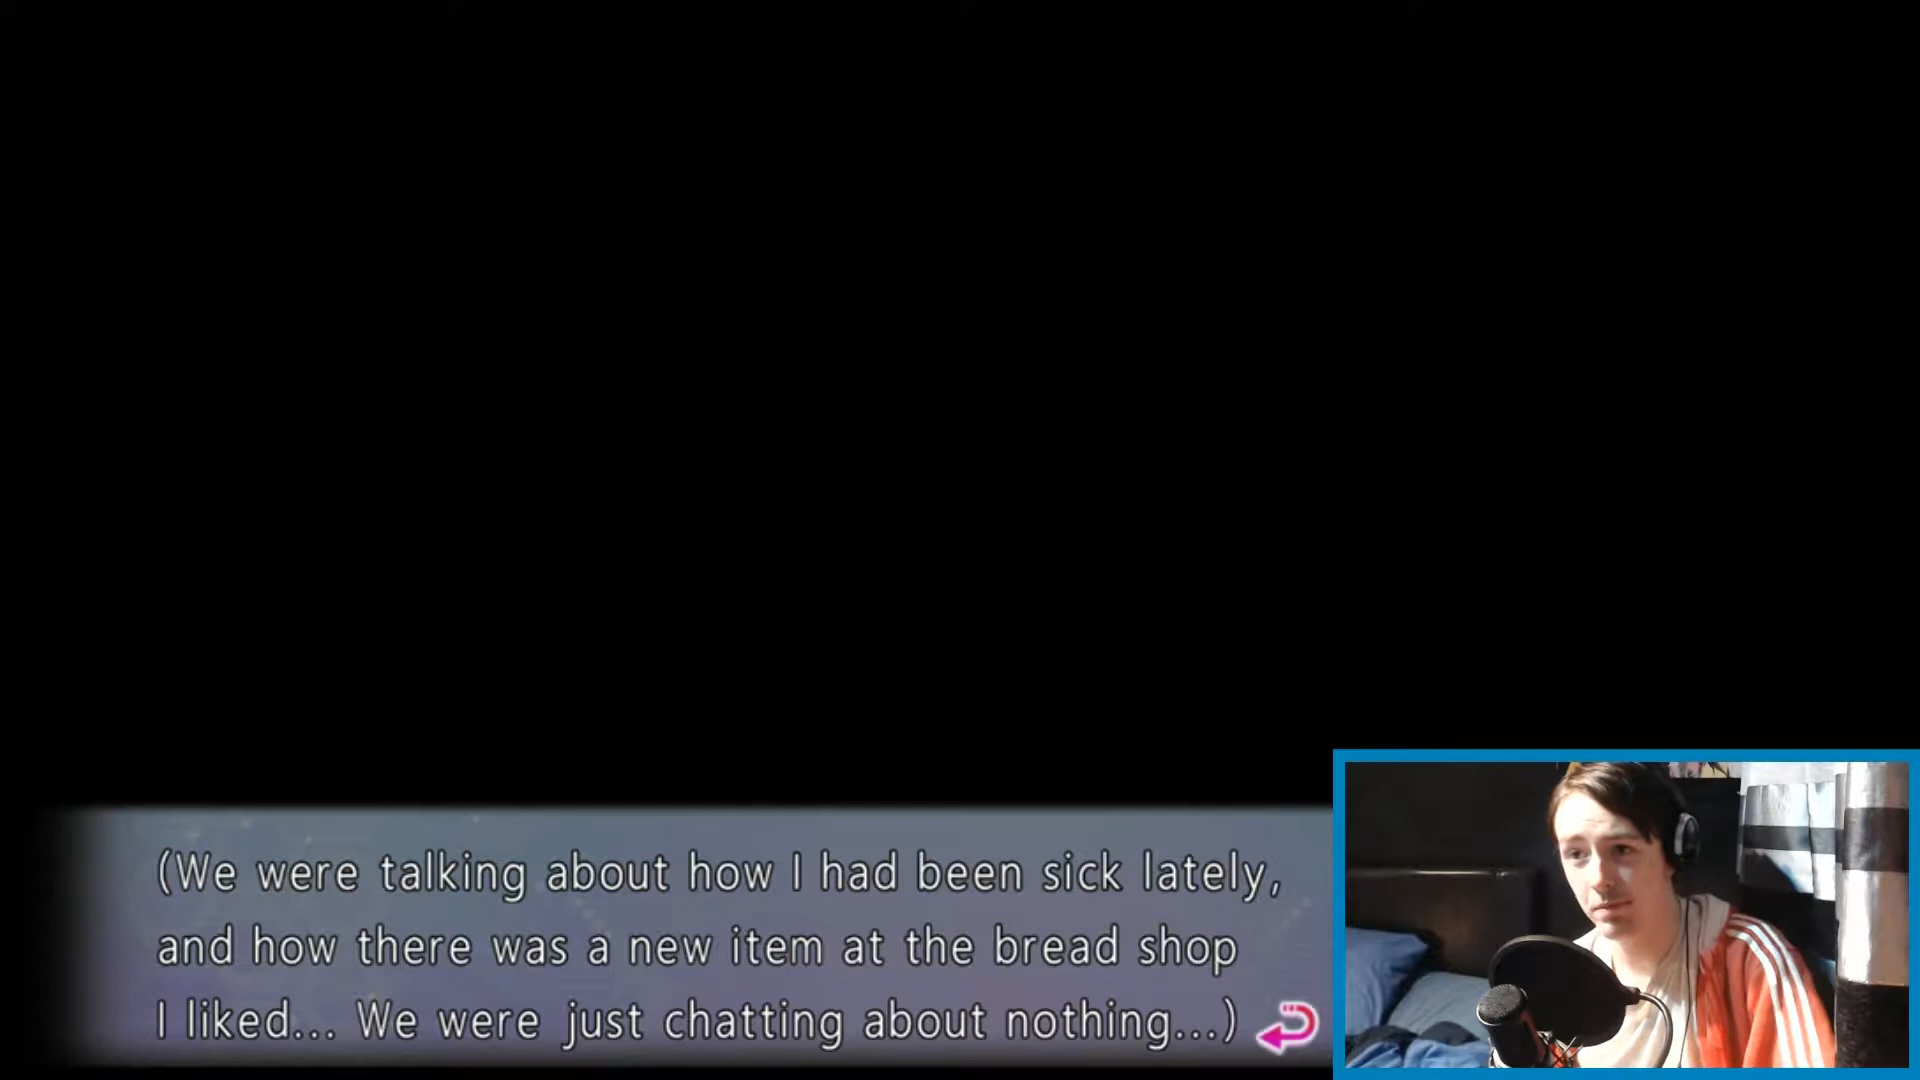 (We were talking about how I had been sick lately,
and how there was a new item at the bread shop
I liked... We were just chatting about nothing...)